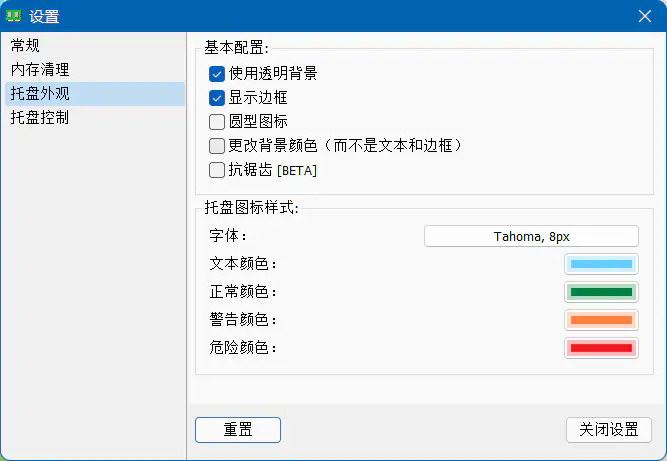 设置
常规
内存清理
托盘外观
托盘控制
基本配置:
使用透明背景
显示边框
圆型图标
更改背景颜色（而不是文本和边框）
抗锯齿 [BETA]
托盘图标样式:
字体：
Tahoma, 8px
文本颜色：
正常颜色：
警告颜色：
危险颜色：
重置
关闭设置